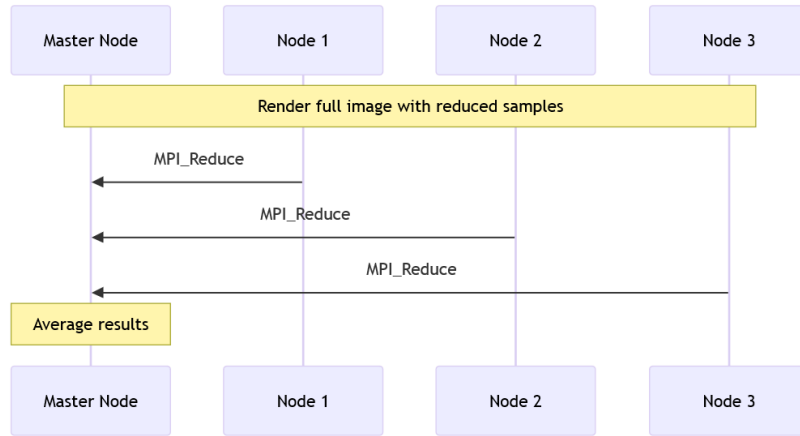 Master Node
Node 1
Node 2
Node 3
Render full image with reduced samples
MPI_Reduce
MPI_Reduce
MPI_Reduce
Average results
Master Node
Node 1
Node 2
Node 3